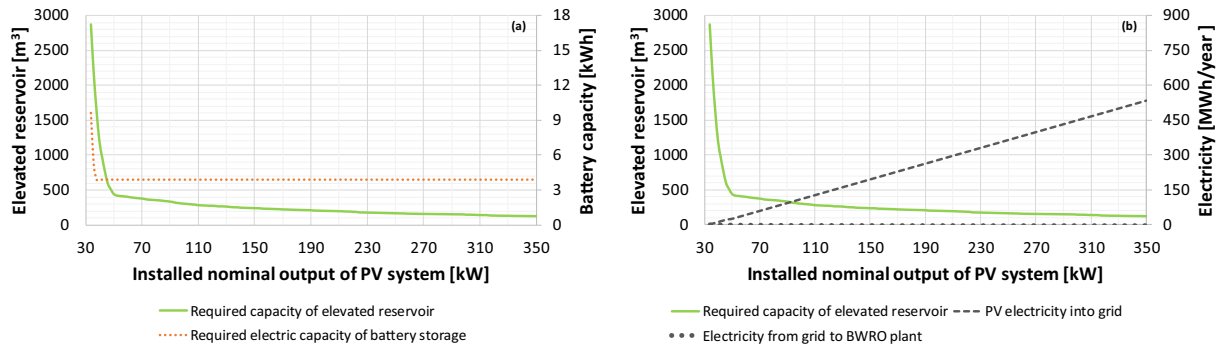 (a)
Elevated reservoir [m³]
3000
2500
2000
1500
1000
500
0
18
15
12
9
6
3
0
Battery capacity [kWh]
30 70 110 150 190 230 270 310 350
Installed nominal output of PV system [kW]
Required capacity of elevated reservoir
Required electric capacity of battery storage
(b)
Elevated reservoir [m³]
3000
2500
2000
1500
1000
500
0
900
750
600
450
300
150
0
Electricity [MWh/year ]
30 70 110 150 190 230 270 310 350
Installed nominal output of PV system [kW]
Required capacity of elevated reservoir PV electricity into grid
Electricity from grid to BWRO plant